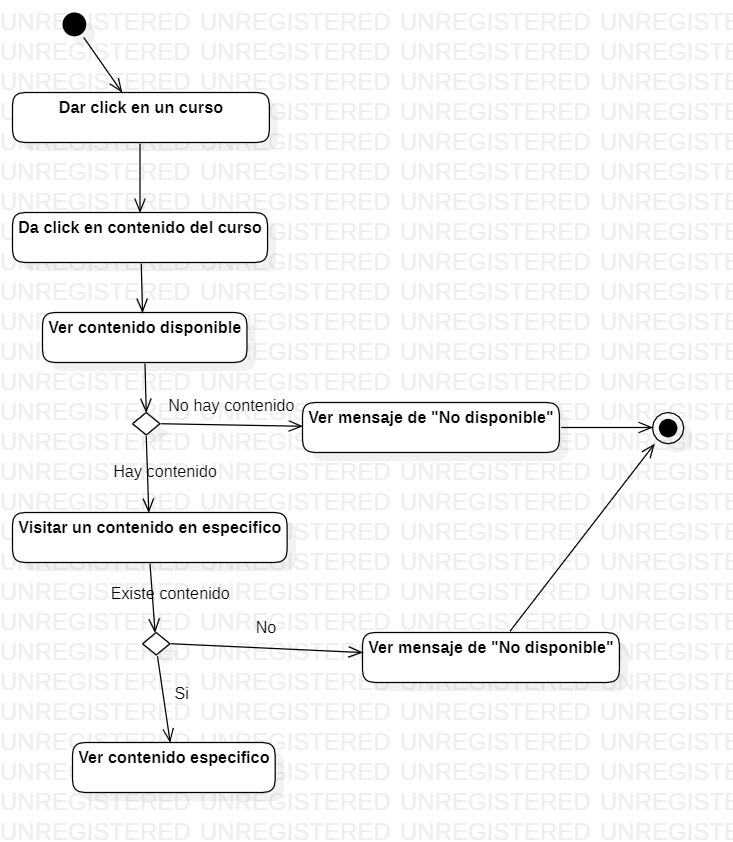 Dar click en un curso
Da click en contenido del curso
Ver contenido disponible
No hay contenido
Ver mensaje de "No disponible"
Hay contenido
Visitar un contenido en especifico
Existe contenido
No
Ver mensaje de "No disponible"
Si
Ver contenido especifico
UNREGISTERED